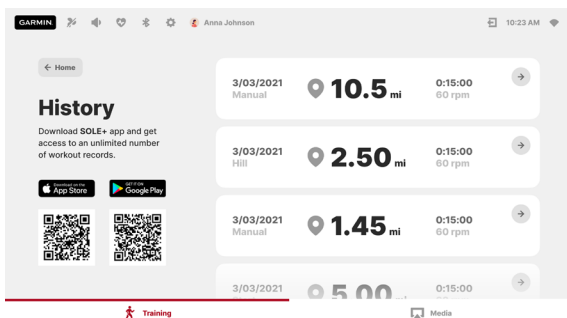 GARMIN.
Anna Johnson
10:23 AM
← Home
History
Download SOLE+ app and get
access to an unlimited number
of workout records.
Download on the
App Store
GET IT ON
Google Play
3/03/2021
Manual
10.5 mi
0:15:00
60 rpm
3/03/2021
Hill
2.50 mi
0:15:00
60 rpm
3/03/2021
Manual
1.45 mi
0:15:00
60 rpm
3/03/2021
5.00 mi
0:15:00
Training
Media